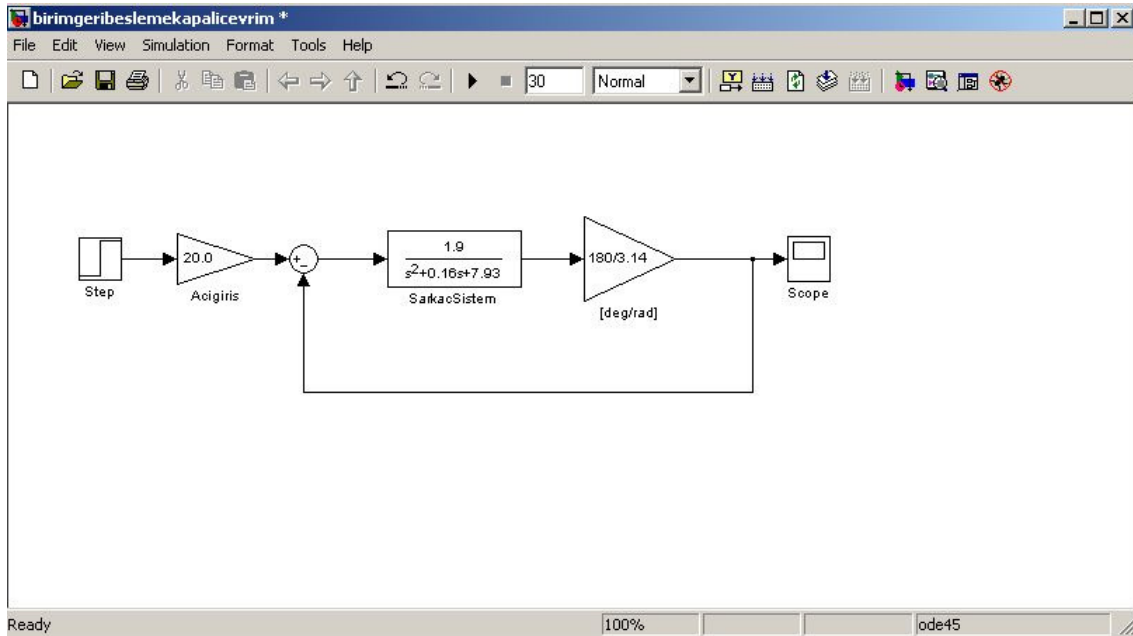 birimgeribeslemekapalicevrim *
File Edit View Simulation Format Tools Help
30 Normal
Step
20.0
Acigiris
+
-
1.9
s²+0.16s+7.93
SarkacSistem
180/3.14
[deg/rad]
Scope
Ready 100% ode45